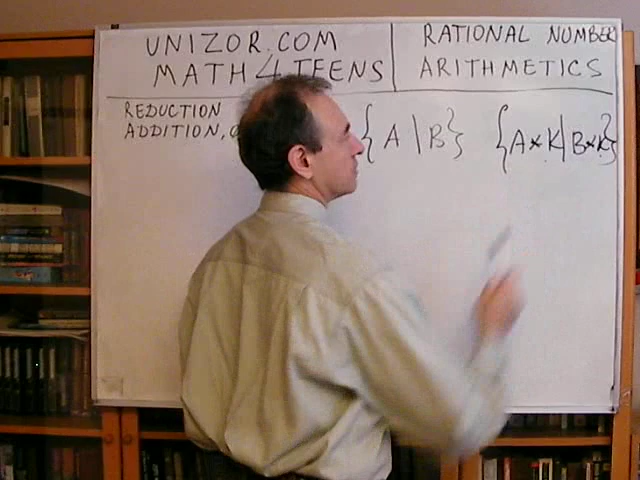 UNIZOR.COM
MATH 4 TEENS
RATIONAL NUMBER
ARITHMETICS
REDUCTION
ADDITION,
{A | B} {A*K | B*K}